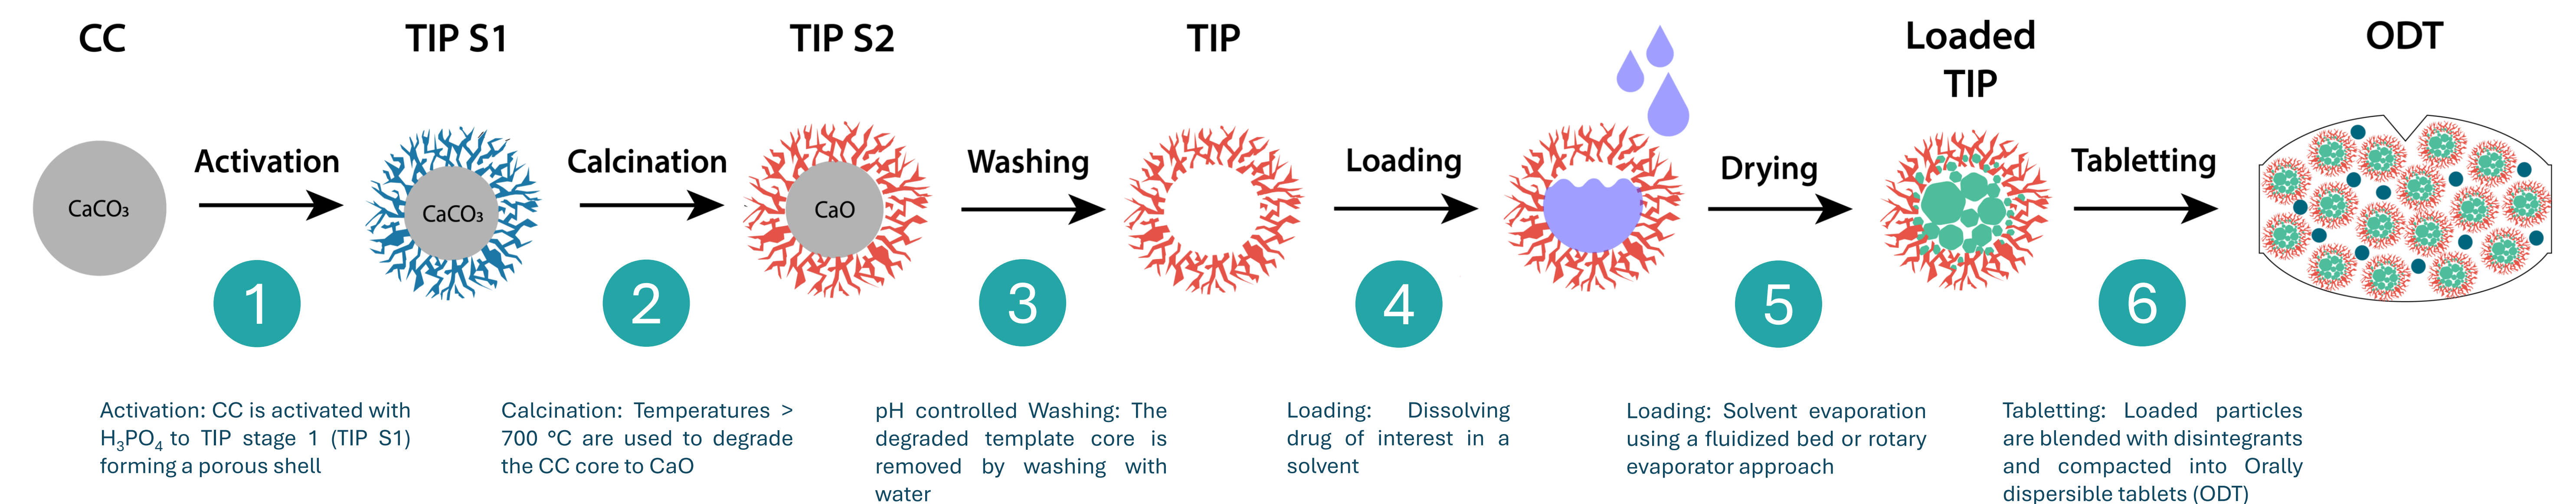 CC
TIP S1
TIP S2
TIP
Loaded
TIP
ODT
CaCO₃
Activation
CaCO₃
Calcination
CaO
Washing
Loading
Drying
Tabletting
1
2
3
4
5
6
Activation: CC is activated with
H₃PO₄ to TIP stage 1 (TIP S1)
forming a porous shell
Calcination: Temperatures >
700 °C are used to degrade
the CC core to CaO
pH controlled Washing: The
degraded template core is
removed by washing with
water
Loading: Dissolving
drug of interest in a
solvent
Loading: Solvent evaporation
using a fluidized bed or rotary
evaporator approach
Tabletting: Loaded particles
are blended with disintegrants
and compacted into Orally
dispersible tablets (ODT)